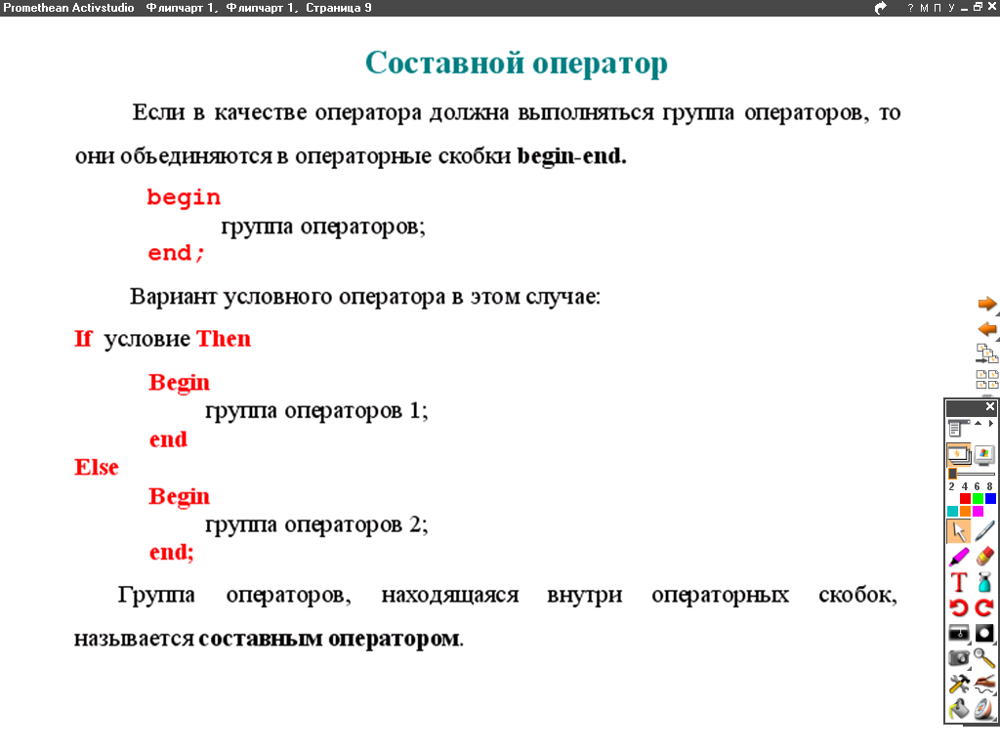 Promethean Activstudio Флипчарт 1, Флипчарт 1, Страница 9
? М П У
Составной оператор
Если в качестве оператора должна выполняться группа операторов, то
они объединяются в операторные скобки begin-end.
begin
группа операторов;
end;
Вариант условного оператора в этом случае:
If условие Then
Begin
группа операторов 1;
end
Else
Begin
группа операторов 2;
end;
Группа операторов, находящаяся внутри операторных скобок,
называется составным оператором.
2 4 6 8
T